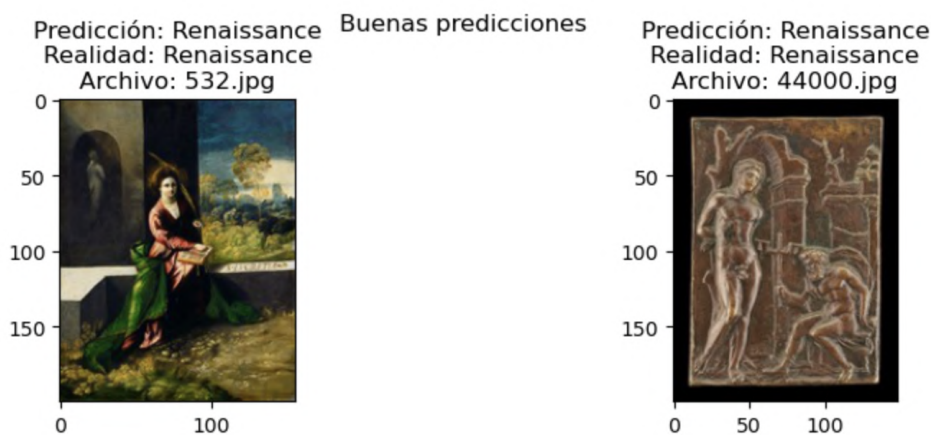 Buenas predicciones
Predicción: Renaissance
Realidad: Renaissance
Archivo: 532.jpg
0
50
100
150
0
100
Predicción: Renaissance
Realidad: Renaissance
Archivo: 44000.jpg
0
50
100
150
0
50
100